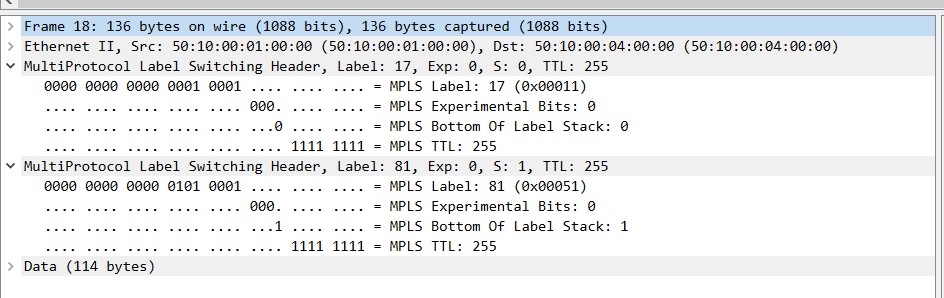 Frame 18: 136 bytes on wire (1088 bits), 136 bytes captured (1088 bits)
Ethernet II, Src: 50:10:00:01:00:00 (50:10:00:01:00:00), Dst: 50:10:00:04:00:00 (50:10:00:04:00:00)
MultiProtocol Label Switching Header, Label: 17, Exp: 0, S: 0, TTL: 255
0000 0000 0000 0001 0001 .... .... .... = MPLS Label: 17 (0x00011)
.... .... .... .... .... 000. .... .... = MPLS Experimental Bits: 0
.... .... .... .... .... ...0 .... .... = MPLS Bottom Of Label Stack: 0
.... .... .... .... .... .... 1111 1111 = MPLS TTL: 255
MultiProtocol Label Switching Header, Label: 81, Exp: 0, S: 1, TTL: 255
0000 0000 0000 0101 0001 .... .... .... = MPLS Label: 81 (0x00051)
.... .... .... .... .... 000. .... .... = MPLS Experimental Bits: 0
.... .... .... .... .... ...1 .... .... = MPLS Bottom Of Label Stack: 1
.... .... .... .... .... .... 1111 1111 = MPLS TTL: 255
Data (114 bytes)